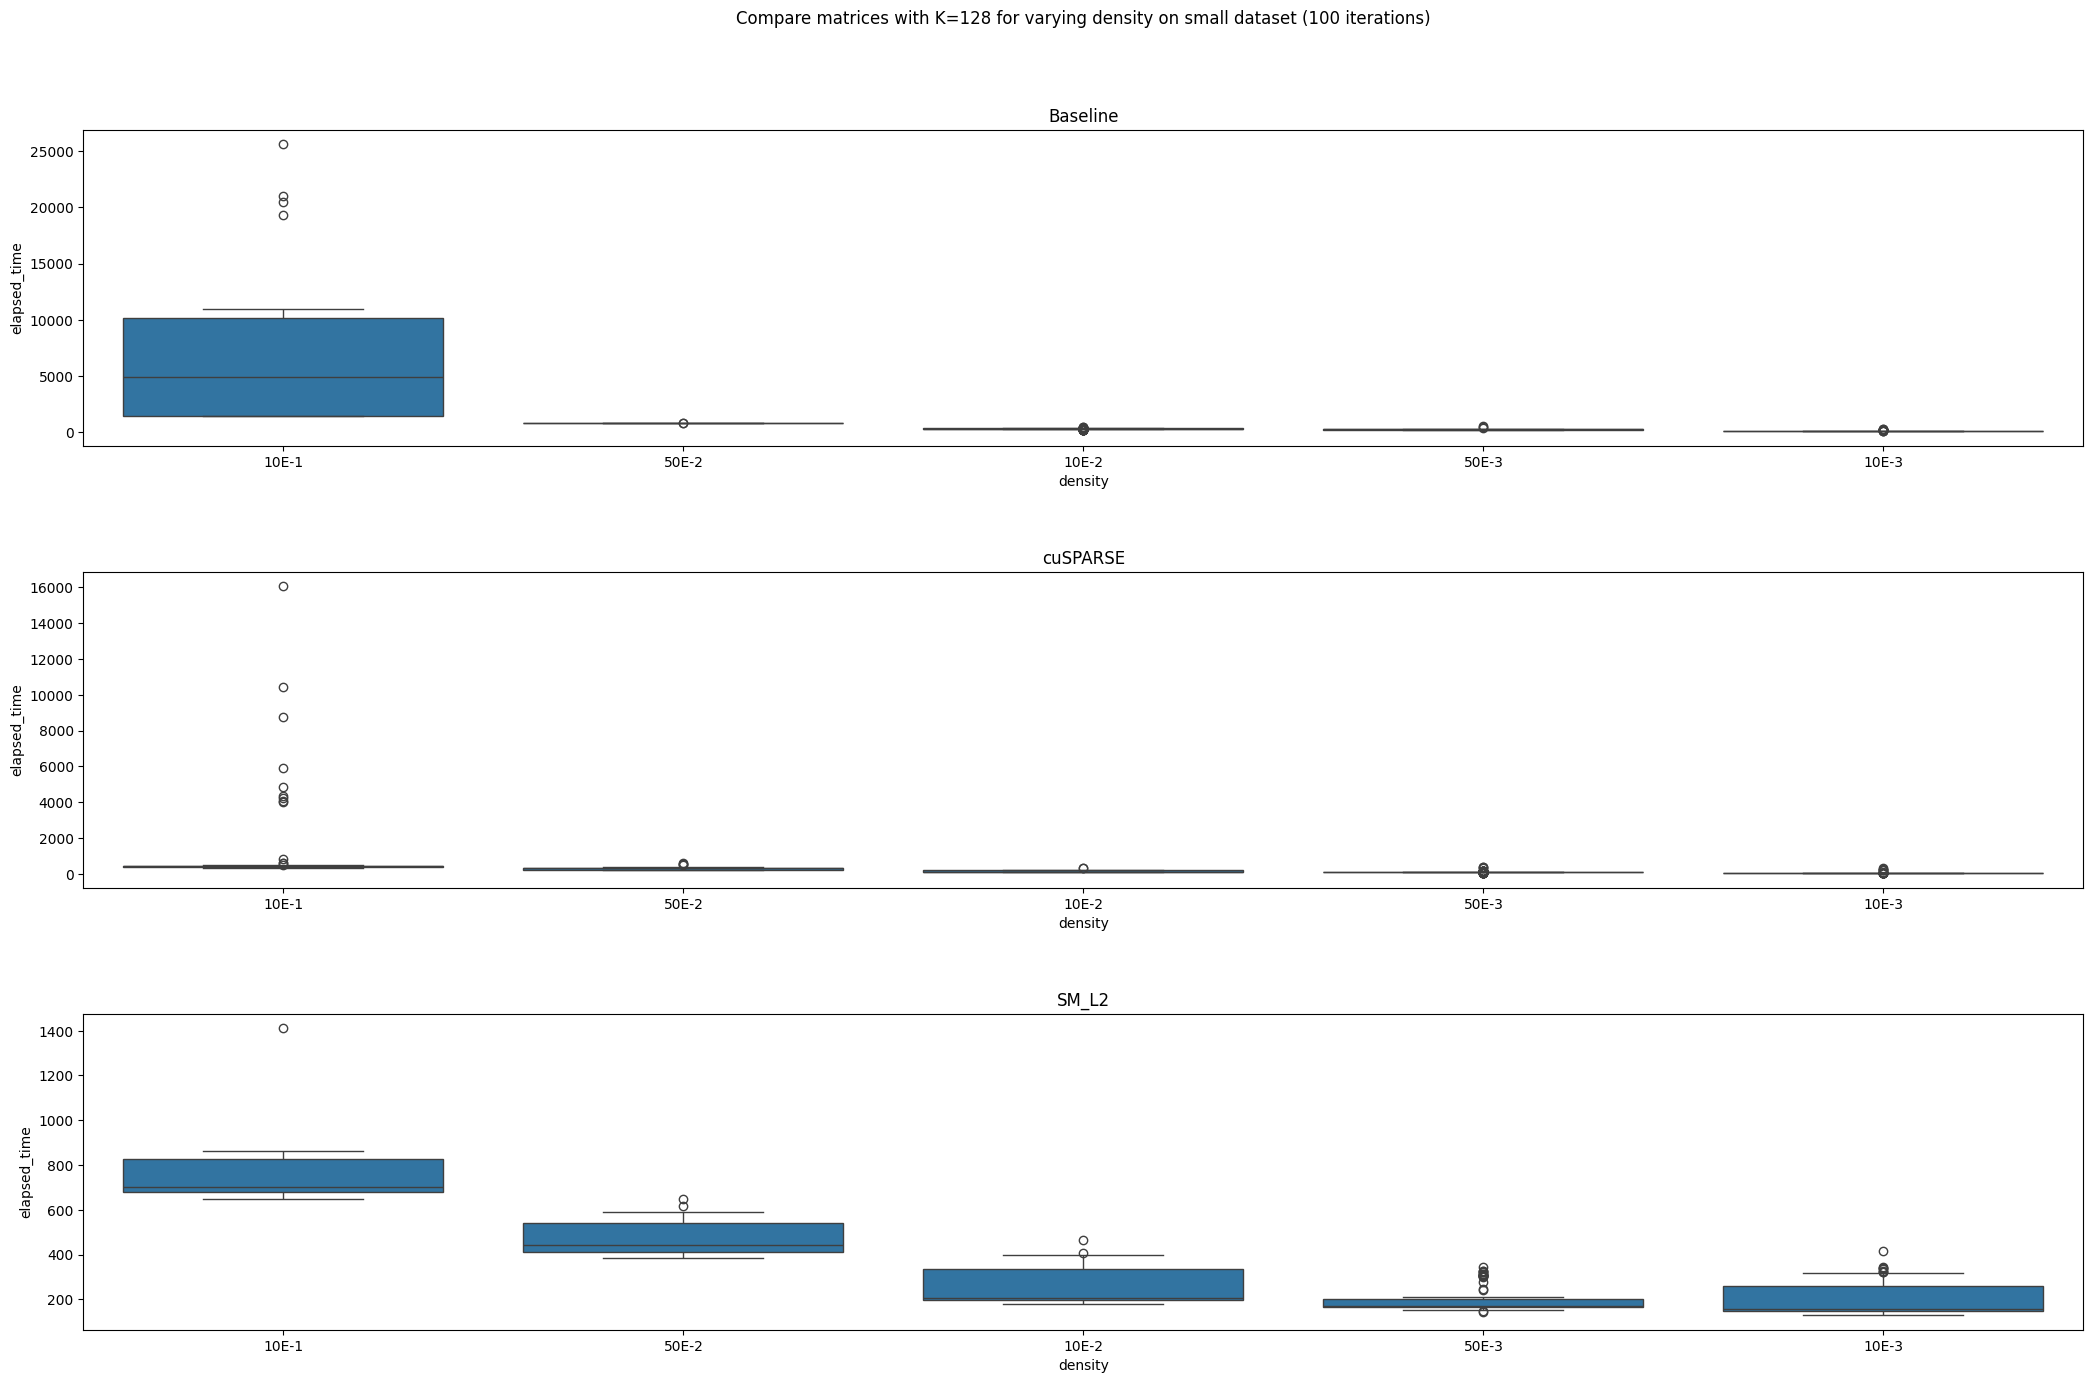 Compare matrices with K=128 for varying density on small dataset (100 iterations)
Baseline
elapsed_time
25000
20000
15000
10000
5000
0
10E-1 50E-2 10E-2 50E-3 10E-3
density
cuSPARSE
elapsed_time
16000
14000
12000
10000
8000
6000
4000
2000
0
10E-1 50E-2 10E-2 50E-3 10E-3
density
SM_L2
elapsed_time
1400
1200
1000
800
600
400
200
10E-1 50E-2 10E-2 50E-3 10E-3
density